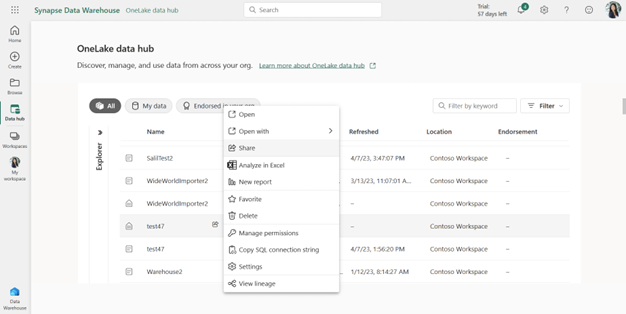 Synapse Data Warehouse OneLake data hub
Search
Trial:
57 days left
4
Home
Create
Browse
Data hub
Workspaces
My
workspace
Data
Warehouse
OneLake data hub
Discover, manage, and use data from across your org. Learn more about OneLake data hub
All My data Endorsed in your org
Filter by keyword Filter
Explorer
Name Refreshed Location Endorsement
SalilTest2 4/7/23, 3:47:07 PM Contoso Workspace –
WideWorldImporter2 3/13/23, 11:07:01 A... Contoso Workspace –
WideWorldImporter2 – Contoso Workspace –
test47 – Contoso Workspace –
test47 4/7/23, 1:56:20 PM Contoso Workspace –
Warehouse2 1/12/23, 8:14:27 AM Contoso Workspace –
Open
Open with
Share
Analyze in Excel
New report
Favorite
Delete
Manage permissions
Copy SQL connection string
Settings
View lineage